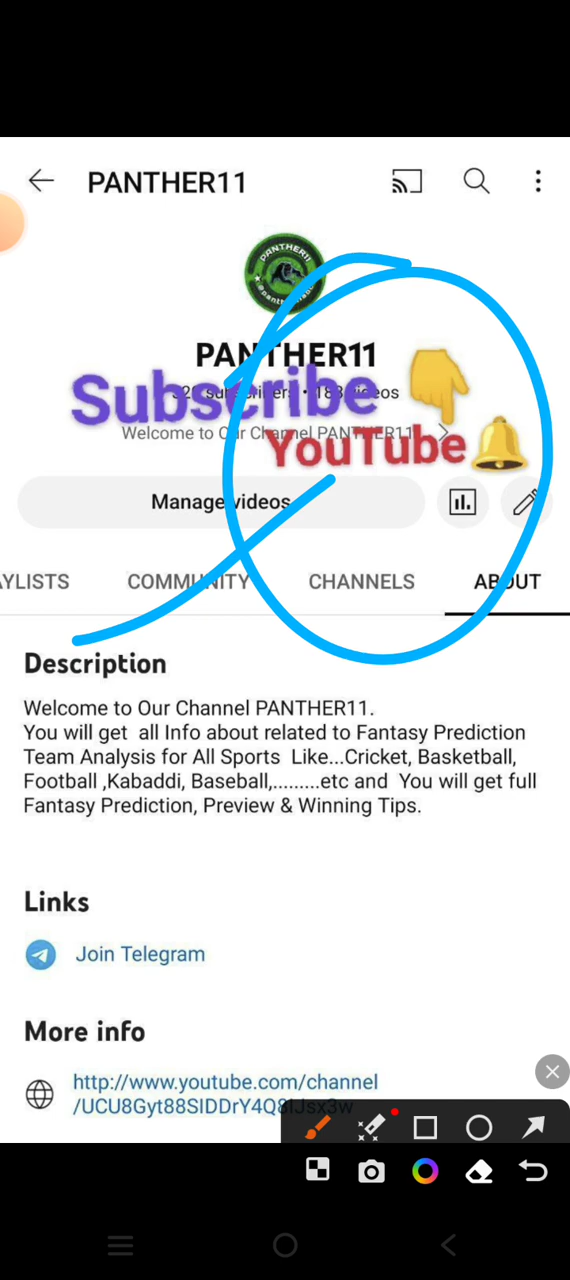 PANTHER11
PANTHER11
PANTHER11
Subscribe
Welcome to Our Channel PANTHER11
YouTube
Manage videos
COMMUNITY
CHANNELS
ABOUT
Description
Welcome to Our Channel PANTHER11.
You will get all Info about related to Fantasy Prediction
Team Analysis for All Sports Like...Cricket, Basketball,
Football ,Kabaddi, Baseball,.........etc and You will get full
Fantasy Prediction, Preview & Winning Tips.
Links
Join Telegram
More info
http://www.youtube.com/channel